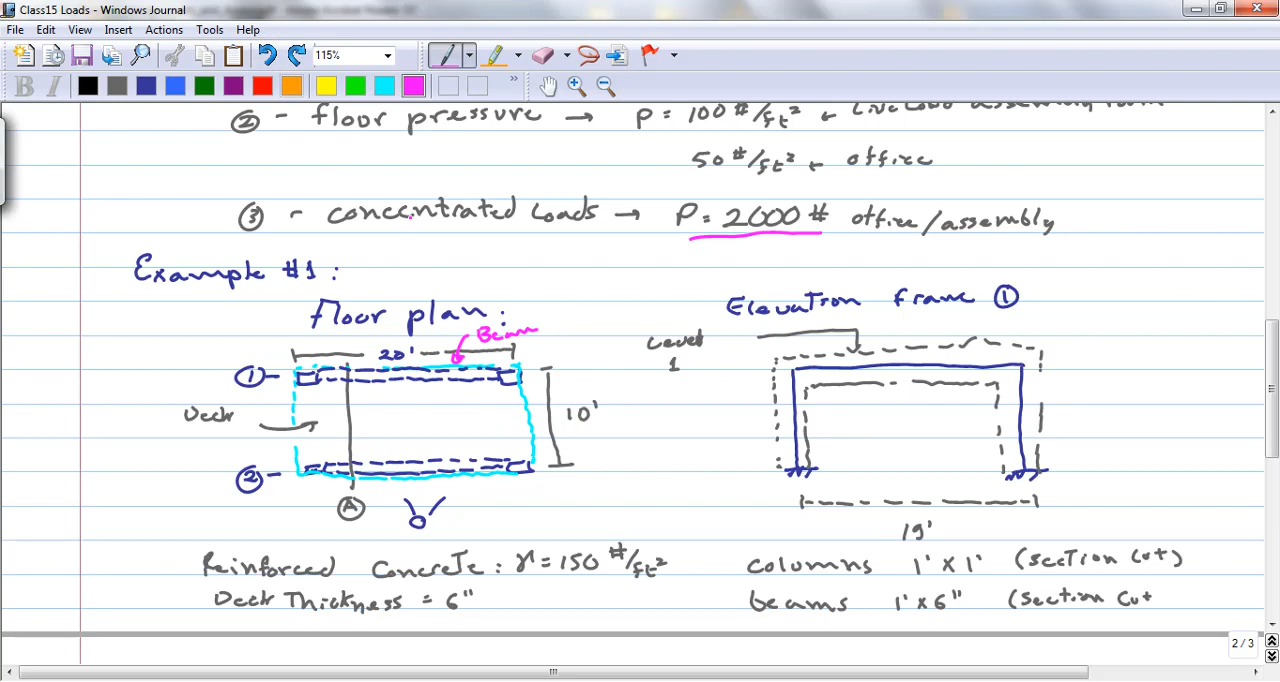 Class15 Loads - Windows Journal
File Edit View Insert Actions Tools Help
115%
B I
② - floor pressure → P = 100 #/ft² ← Live Load assembly room
50 #/ft² ← office
③ - concentrated Loads → P = 2000 # office/assembly
Example #1:
floor plan: Elevation frame ①
Beam
Level 1
20'
①
Deck
10'
②
A
19'
Reinforced Concrete: γ = 150 #/ft² columns 1' x 1' (section cut)
Deck Thickness = 6" beams 1' x 6" (section cut
2 / 3